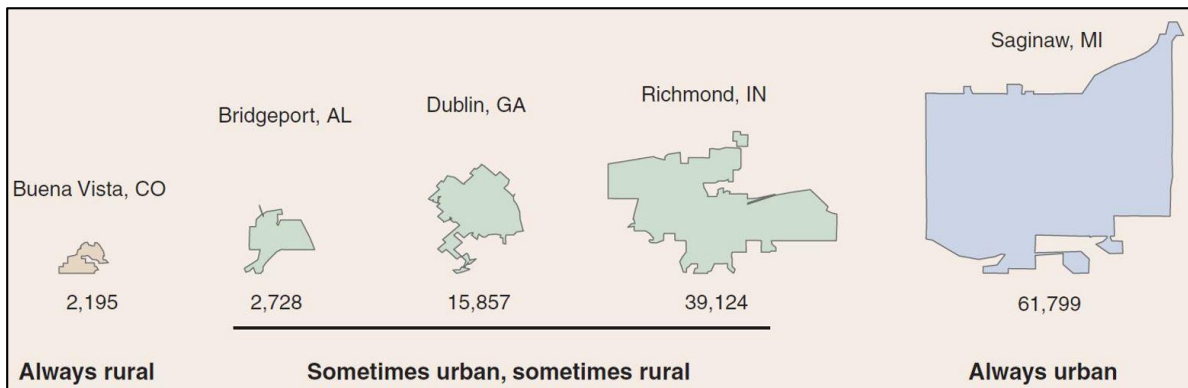 Buena Vista, CO
Bridgeport, AL
Dublin, GA
Richmond, IN
Saginaw, MI
2,195
2,728
15,857
39,124
61,799
Always rural
Sometimes urban, sometimes rural
Always urban